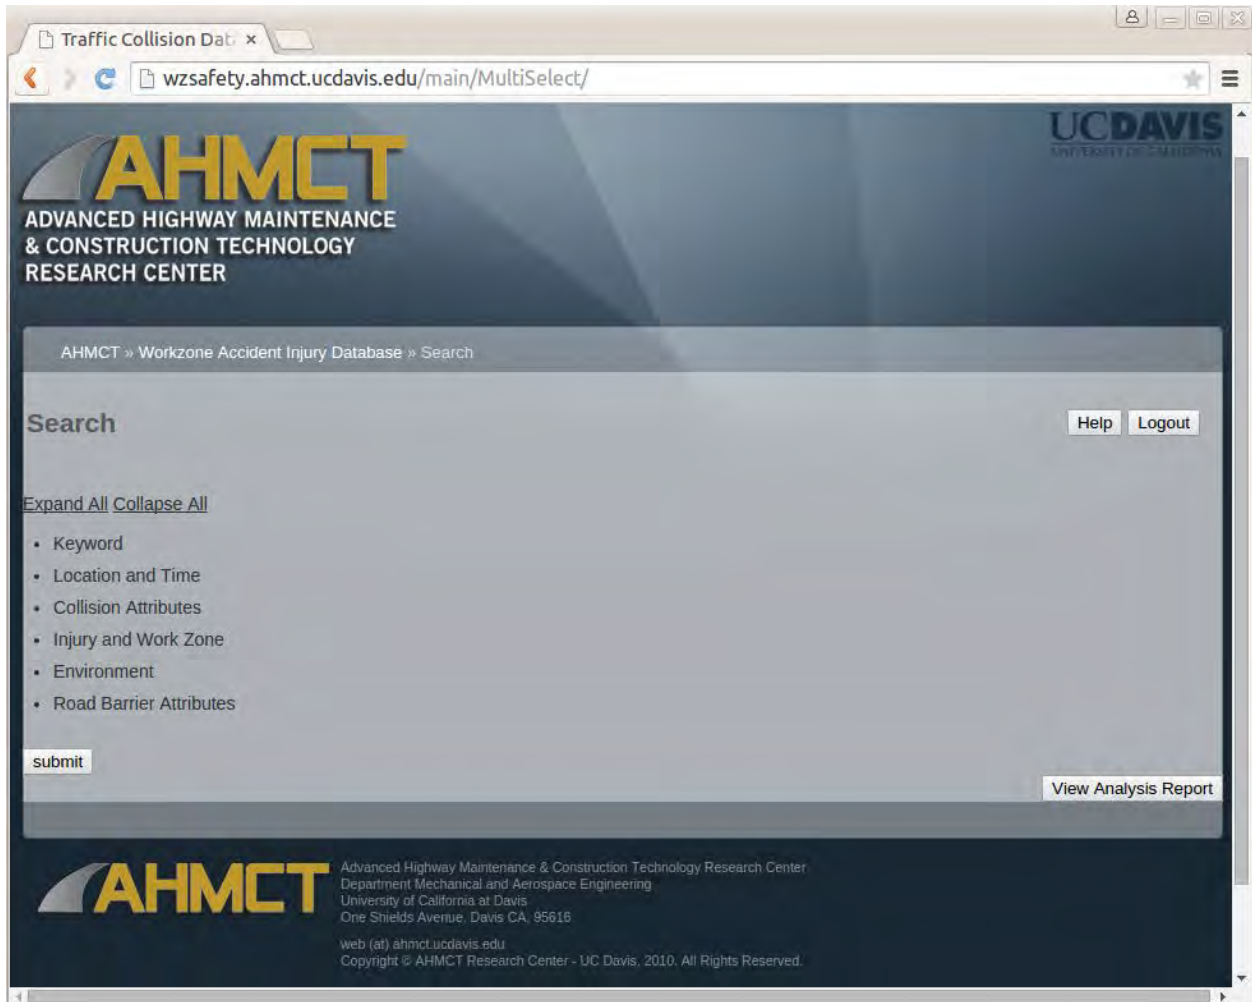 Traffic Collision Dat
wzsafety.ahmct.ucdavis.edu/main/MultiSelect/
AHMCT
ADVANCED HIGHWAY MAINTENANCE
& CONSTRUCTION TECHNOLOGY
RESEARCH CENTER
UCDAVIS
UNIVERSITY OF CALIFORNIA
AHMCT » Workzone Accident Injury Database » Search
Search
Help Logout
Expand All Collapse All
• Keyword
• Location and Time
• Collision Attributes
• Injury and Work Zone
• Environment
• Road Barrier Attributes
submit
View Analysis Report
AHMCT
Advanced Highway Maintenance & Construction Technology Research Center
Department Mechanical and Aerospace Engineering
University of California at Davis
One Shields Avenue, Davis CA, 95616
web (at) ahmct.ucdavis.edu
Copyright © AHMCT Research Center - UC Davis, 2010. All Rights Reserved.